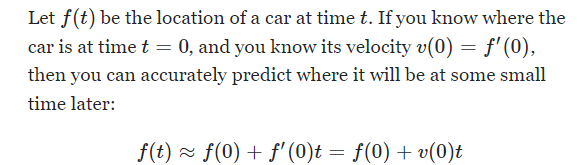 Let f(t) be the location of a car at time t. If you know where the
car is at time t = 0, and you know its velocity v(0) = f′(0),
then you can accurately predict where it will be at some small
time later:
f(t) ≈ f(0) + f′(0)t = f(0) + v(0)t